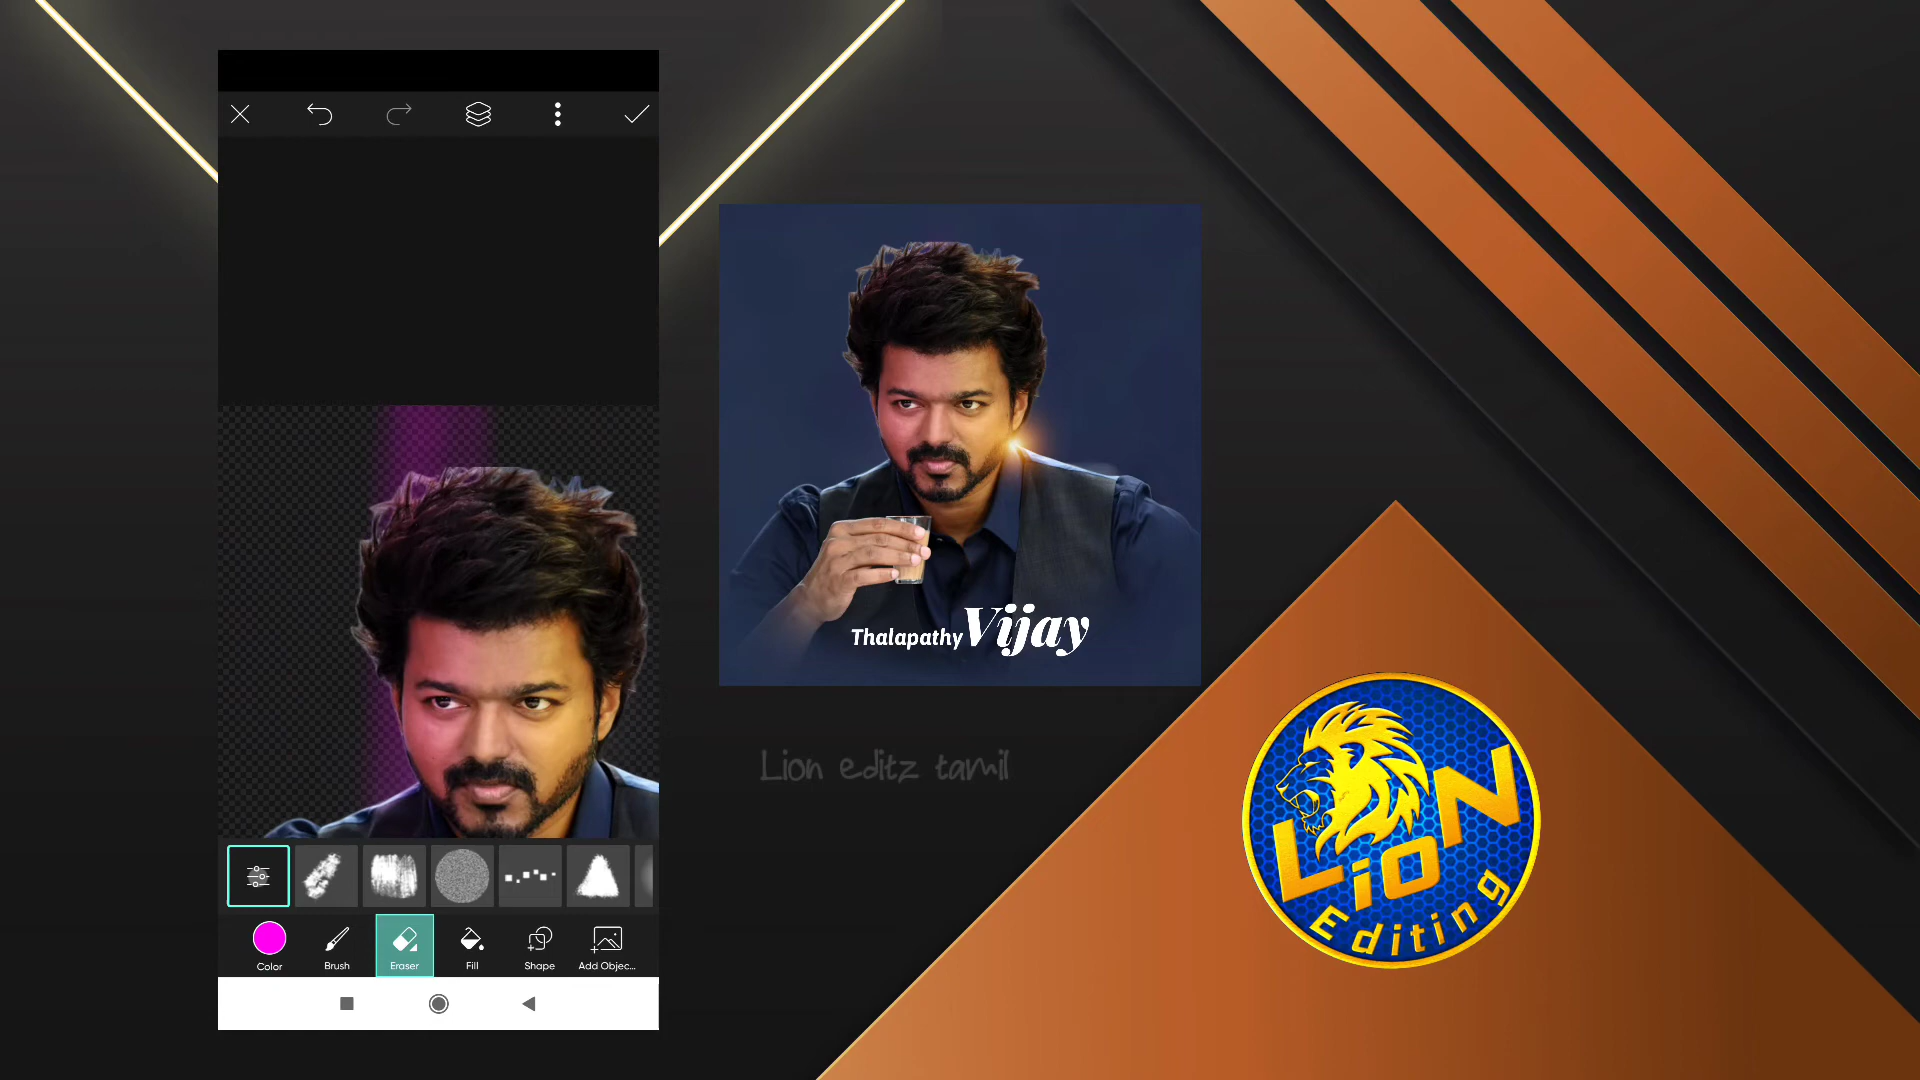 Thalapathy Vijay
Lion editz tamil
LiON
Editing
Color
Brush
Eraser
Fill
Shape
Add Objec...